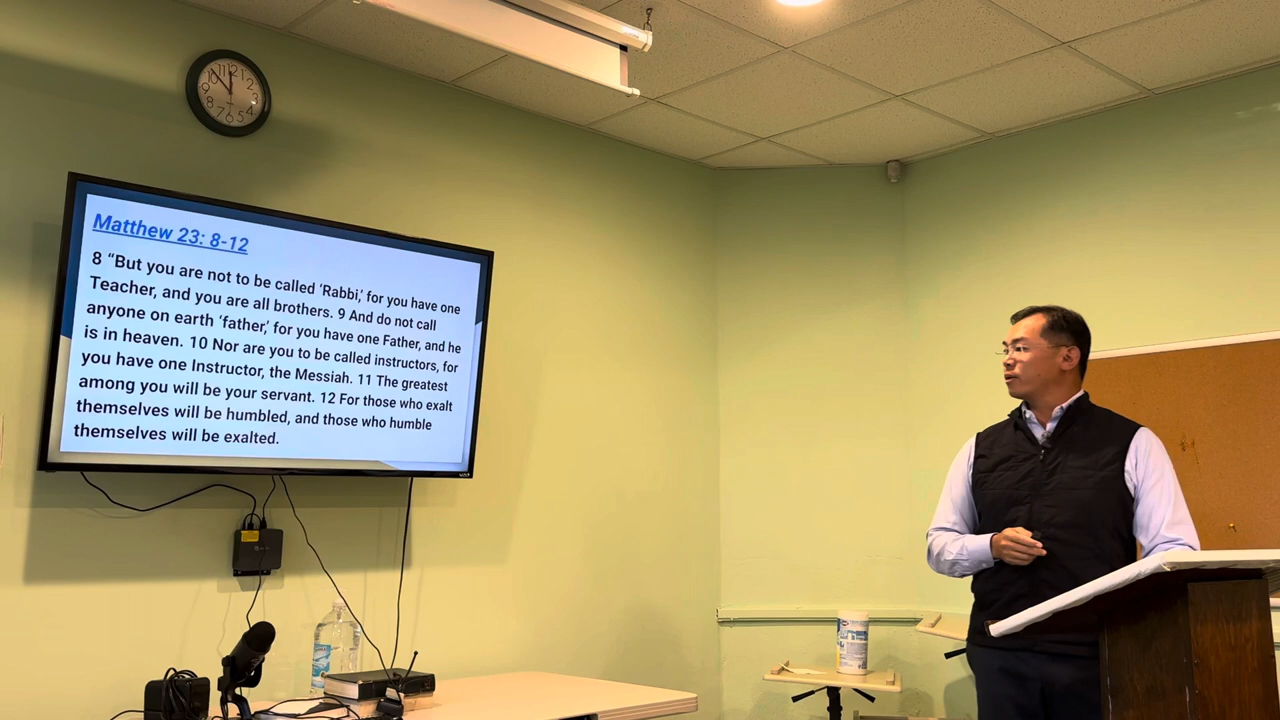 Matthew 23: 8-12
8 “But you are not to be called ‘Rabbi,’ for you have one
Teacher, and you are all brothers. 9 And do not call
anyone on earth ‘father,’ for you have one Father, and he
is in heaven. 10 Nor are you to be called instructors, for
you have one Instructor, the Messiah. 11 The greatest
among you will be your servant. 12 For those who exalt
themselves will be humbled, and those who humble
themselves will be exalted.